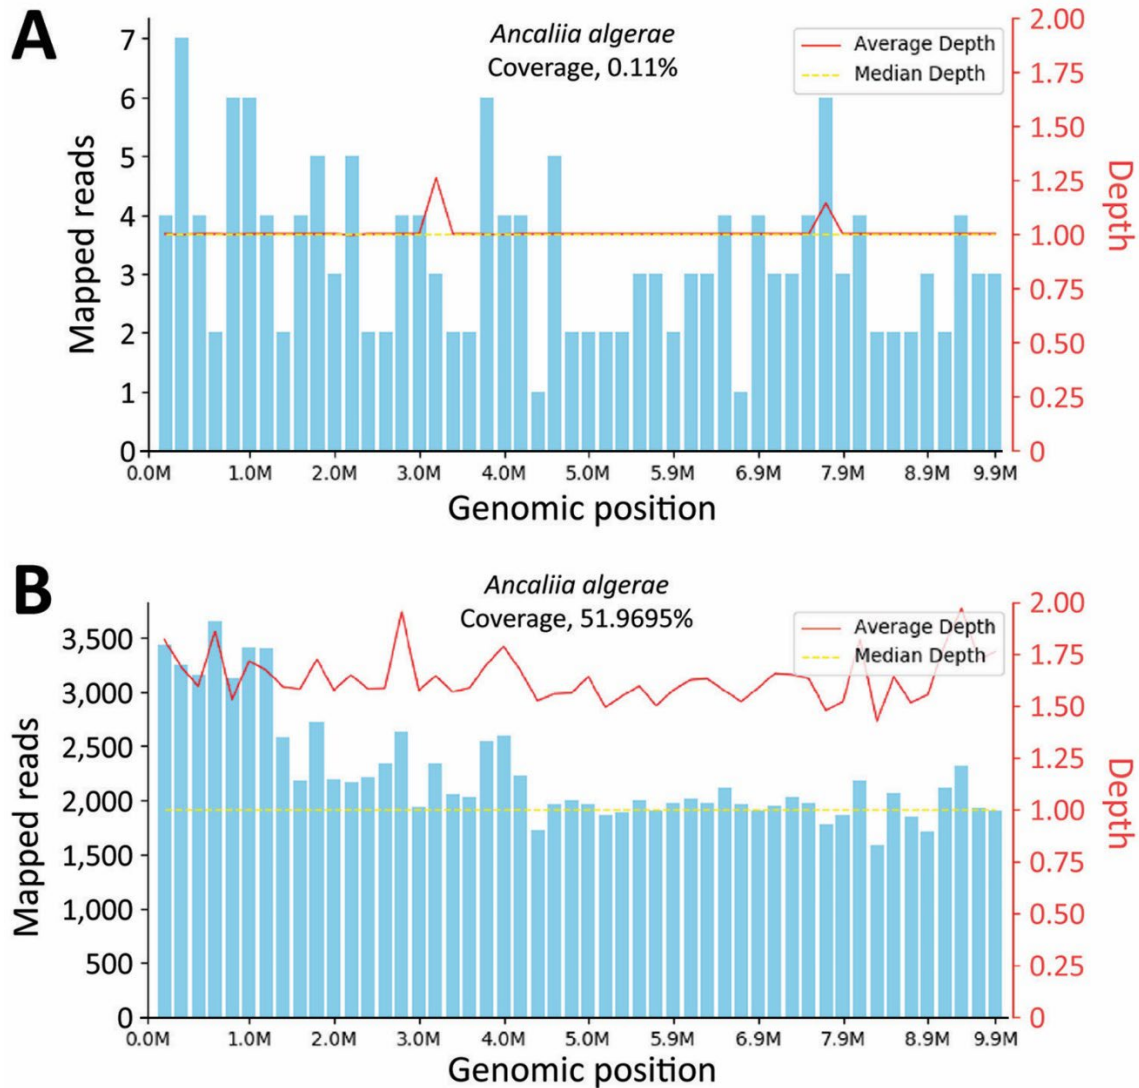 A
Ancaliia algerae
Coverage, 0.11%
Average Depth
Median Depth
Mapped reads
7
6
5
4
3
2
1
0
2.00
1.75
1.50
1.25
1.00
0.75
0.50
0.25
0
Depth
0.0M 1.0M 2.0M 3.0M 4.0M 5.0M 5.9M 6.9M 7.9M 8.9M 9.9M
Genomic position
B
Ancaliia algerae
Coverage, 51.9695%
Average Depth
Median Depth
Mapped reads
3,500
3,000
2,500
2,000
1,500
1,000
500
0
2.00
1.75
1.50
1.25
1.00
0.75
0.50
0.25
0
Depth
0.0M 1.0M 2.0M 3.0M 4.0M 5.0M 5.9M 6.9M 7.9M 8.9M 9.9M
Genomic position